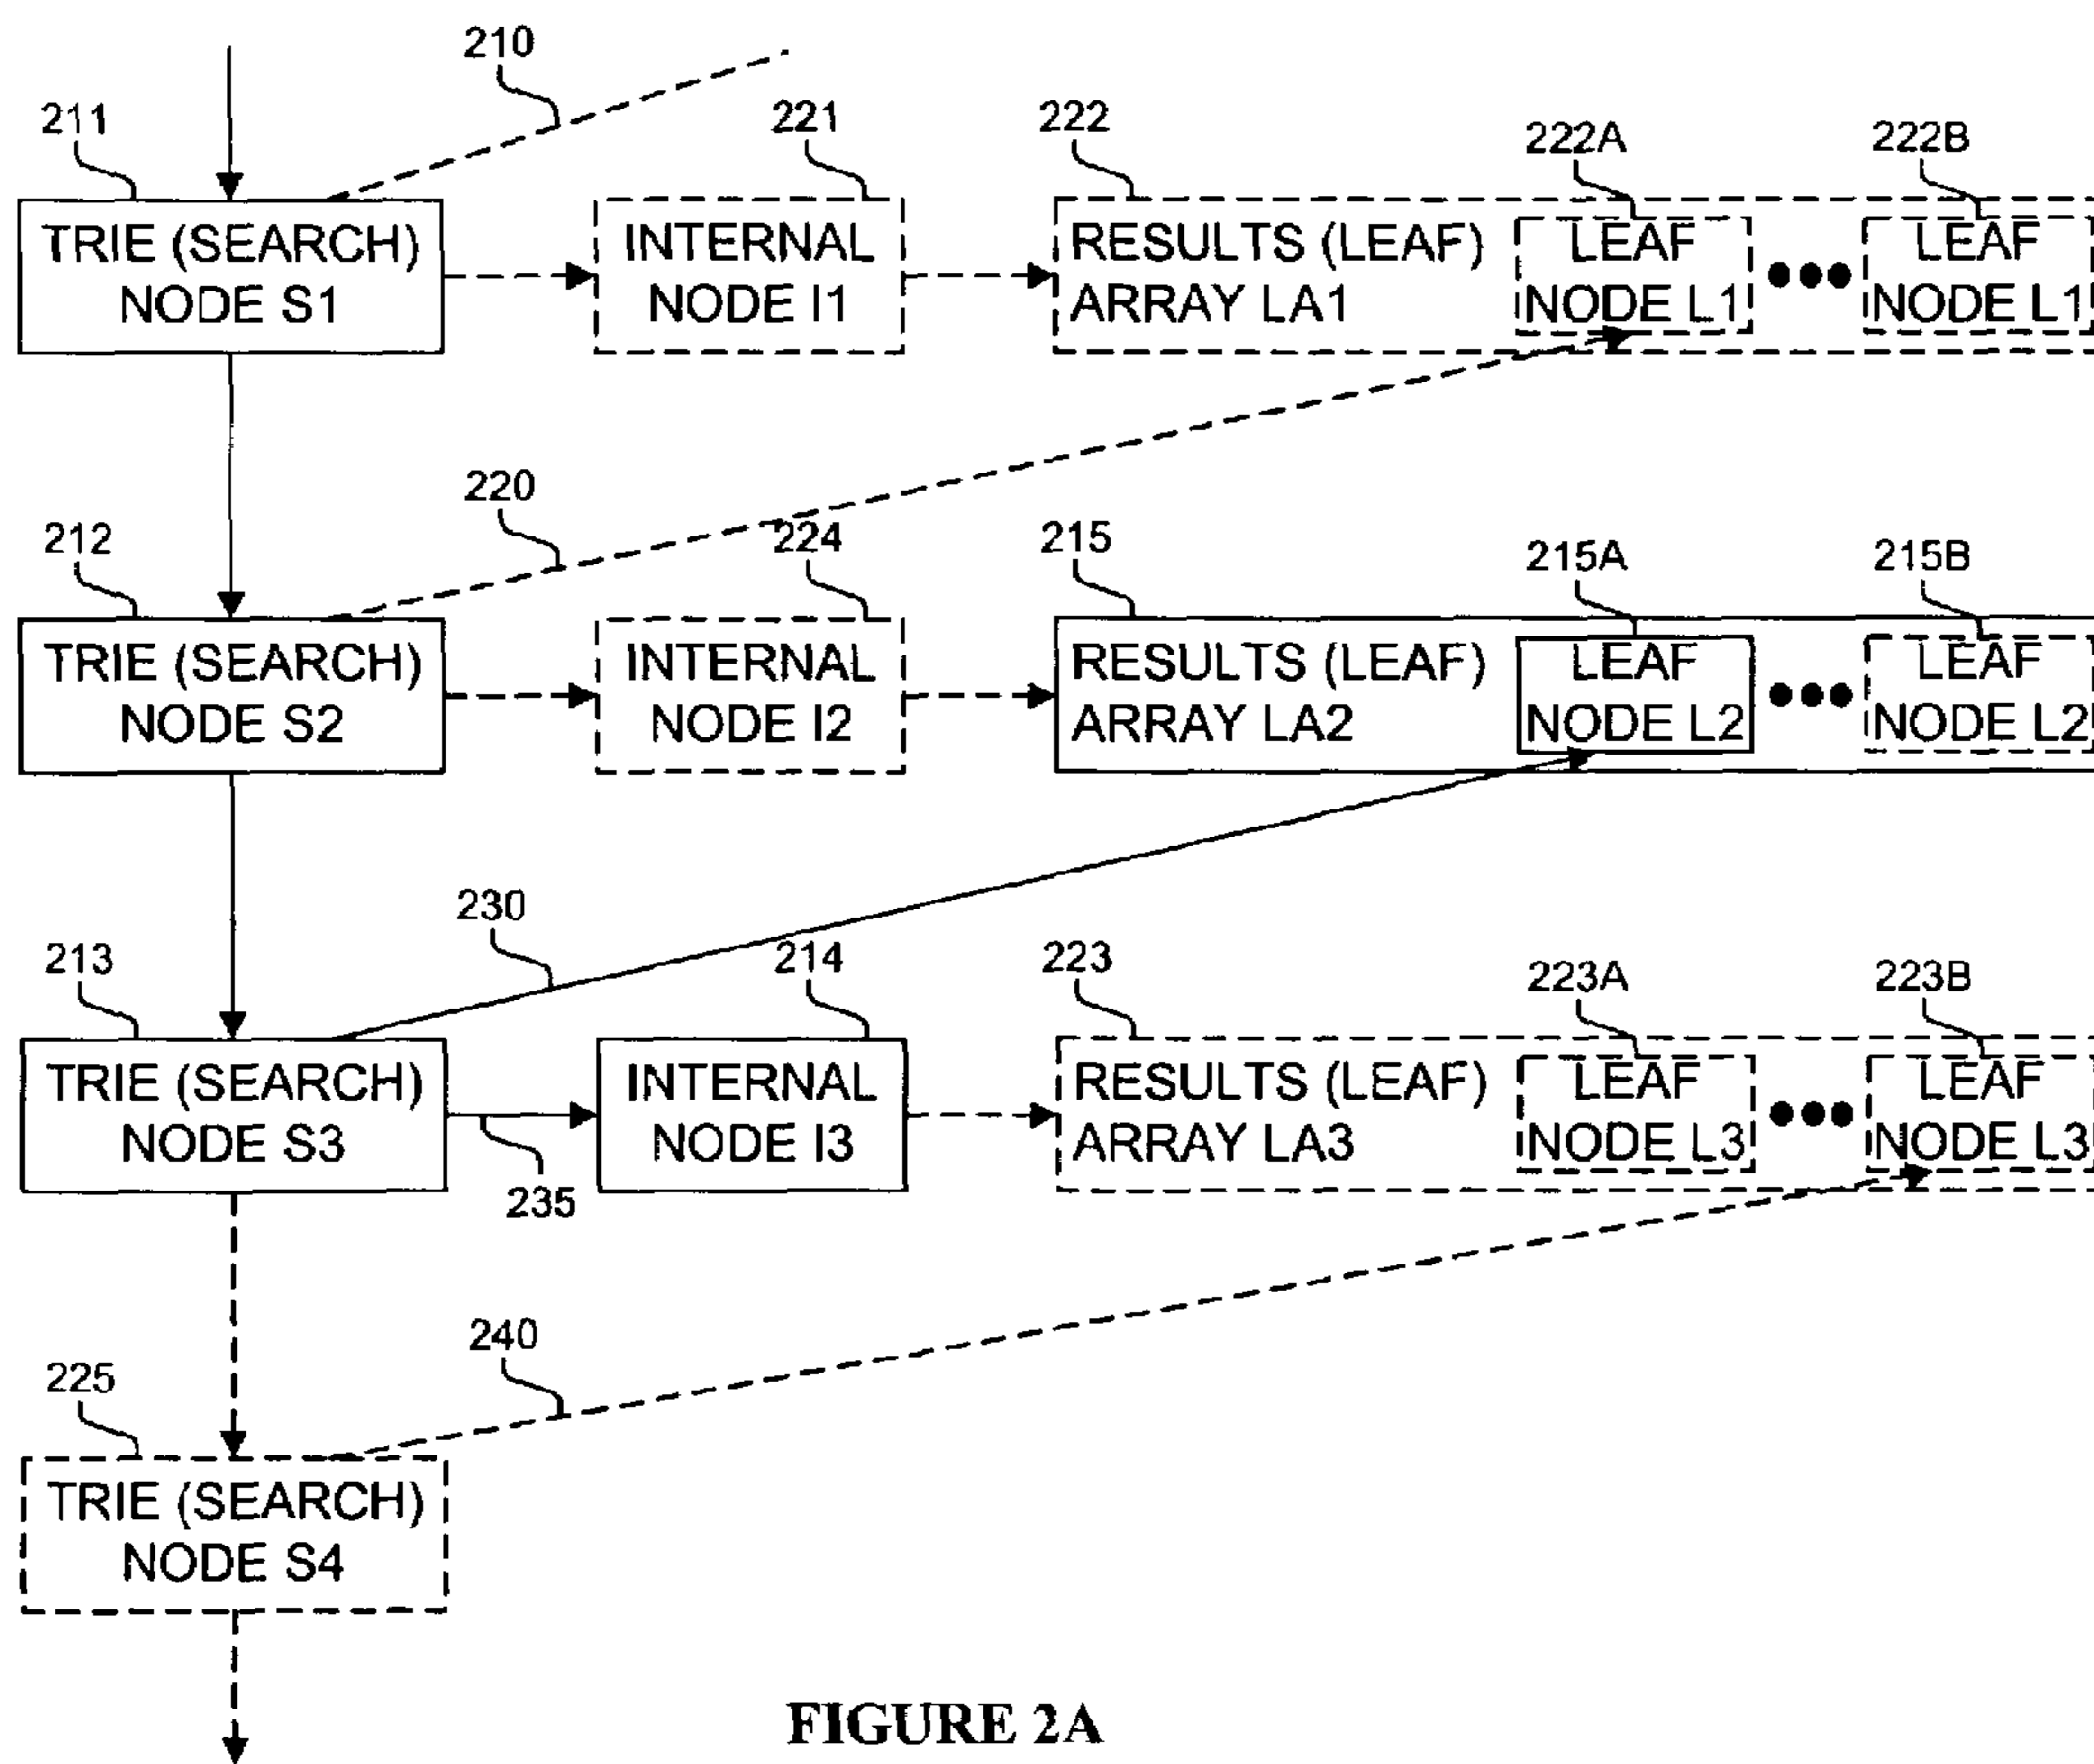 210
211
221
222
222A
222B
TRIE (SEARCH)
NODE S1
INTERNAL
NODE I1
RESULTS (LEAF)
ARRAY LA1
LEAF
NODE L1
LEAF
NODE L1
220
212
224
215
215A
215B
TRIE (SEARCH)
NODE S2
INTERNAL
NODE I2
RESULTS (LEAF)
ARRAY LA2
LEAF
NODE L2
LEAF
NODE L2
230
213
214
223
223A
223B
TRIE (SEARCH)
NODE S3
235
INTERNAL
NODE I3
RESULTS (LEAF)
ARRAY LA3
LEAF
NODE L3
LEAF
NODE L3
240
225
TRIE (SEARCH)
NODE S4
FIGURE 2A